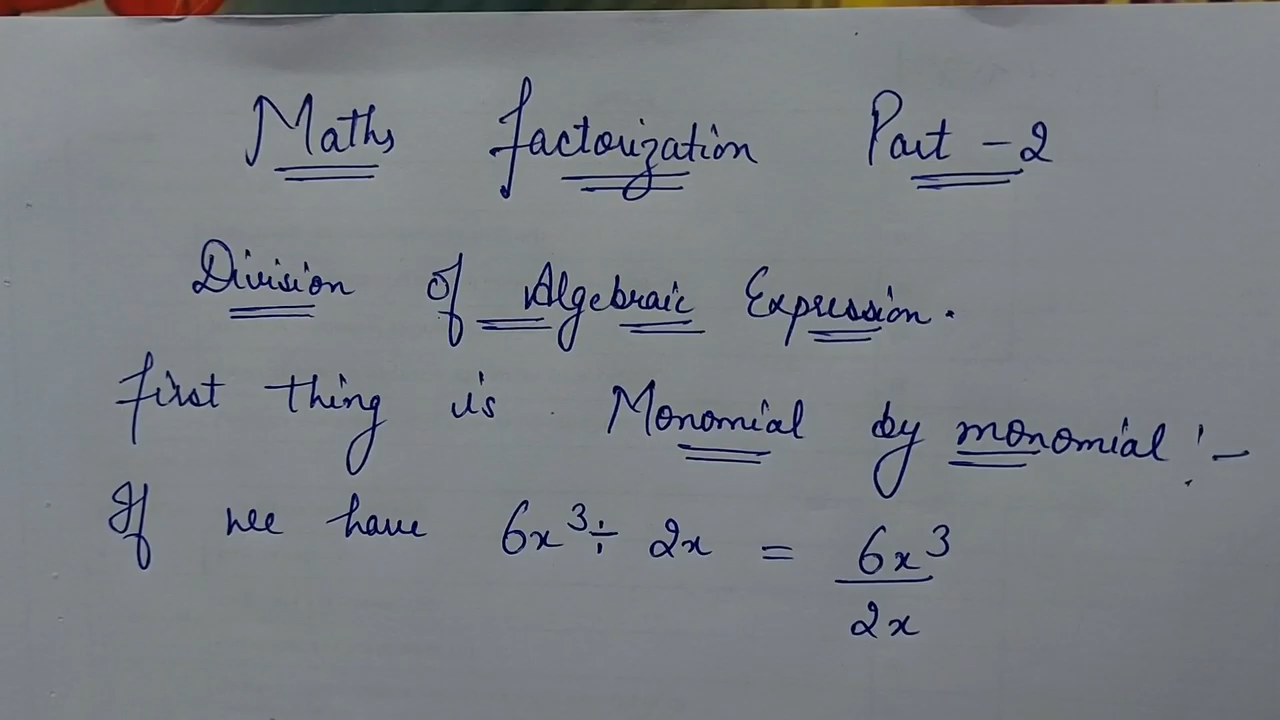 Maths Factorization Part - 2
Division Of Algebraic Expression.
First thing is Monomial by monomial :-
If we have 6x³ ÷ 2x = 6x³
2x